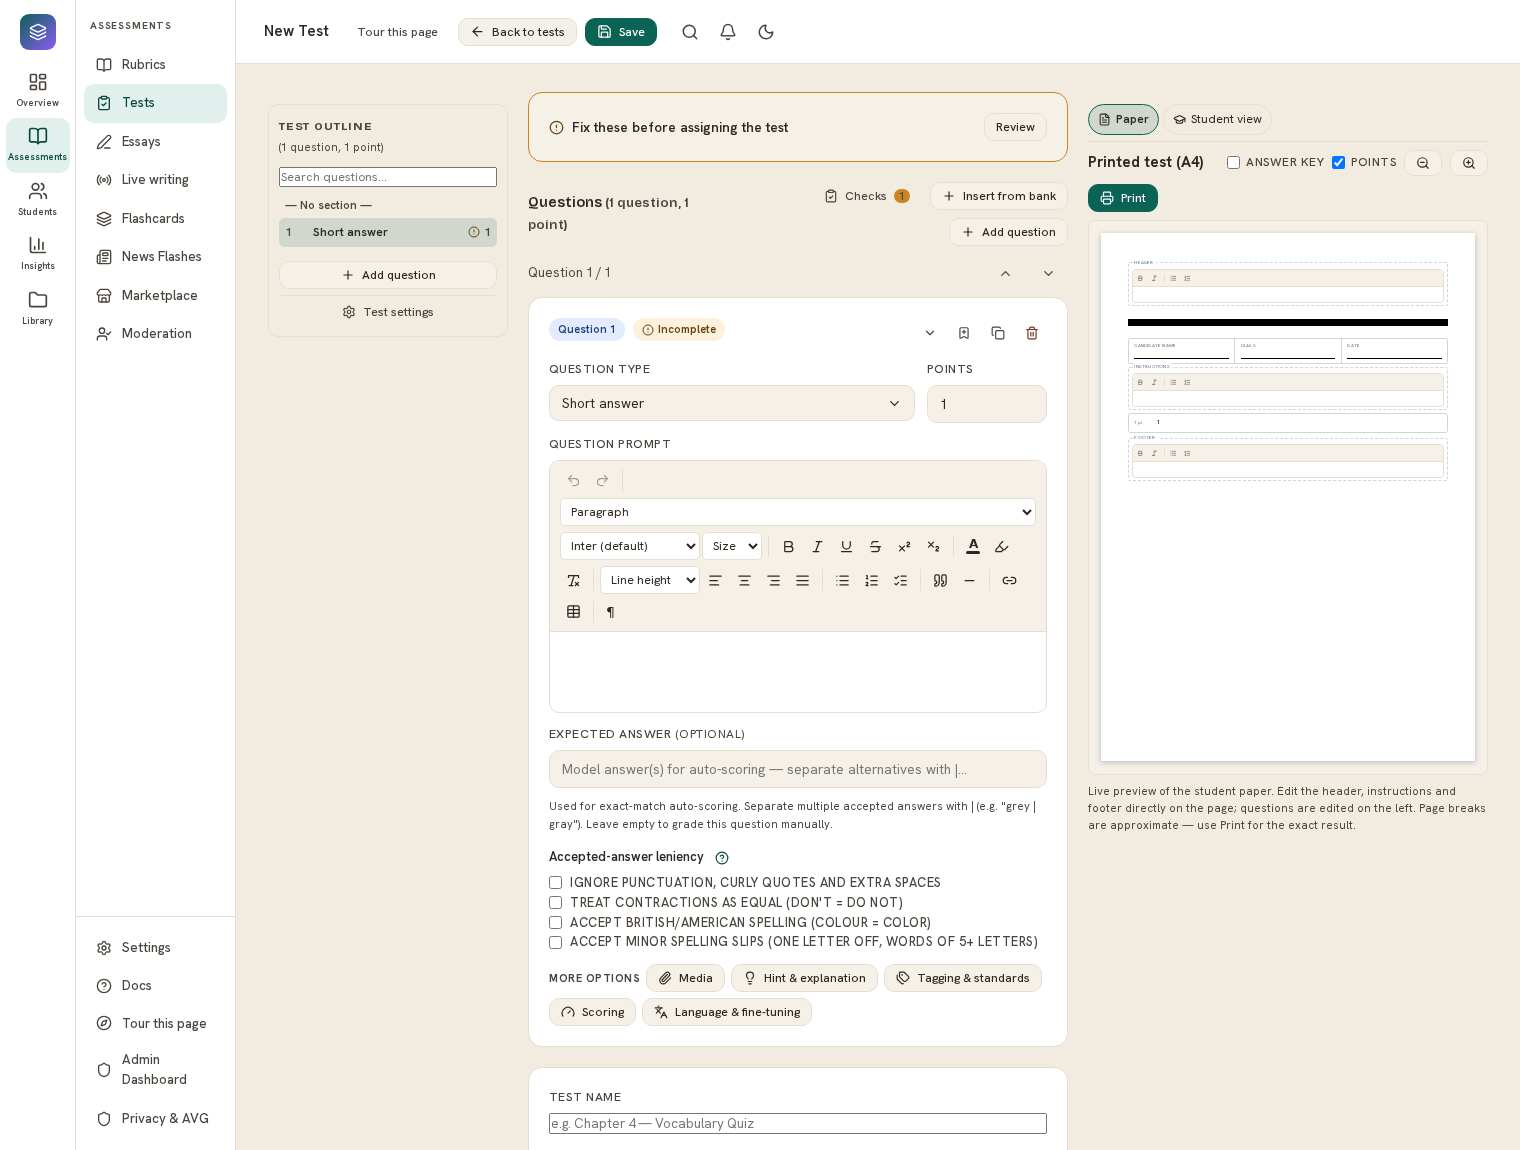 Overview
Assessments
Students
Insights
Library
ASSESSMENTS
Rubrics
Tests
Essays
Live writing
Flashcards
News Flashes
Marketplace
Moderation
Settings
Docs
Tour this page
Admin
Dashboard
Privacy & AVG
New Test
Tour this page
Back to tests
Save
TEST OUTLINE
(1 question, 1 point)
Search questions...
— No section —
1 Short answer 1
Add question
Test settings
Fix these before assigning the test
Review
Questions (1 question, 1
point)
Checks 1
Insert from bank
Add question
Question 1 / 1
Question 1
Incomplete
QUESTION TYPE
POINTS
Short answer
1
QUESTION PROMPT
Paragraph
Inter (default)
Size
Line height
EXPECTED ANSWER (OPTIONAL)
Model answer(s) for auto-scoring — separate alternatives with |...
Used for exact-match auto-scoring. Separate multiple accepted answers with | (e.g. "grey |
gray"). Leave empty to grade this question manually.
Accepted-answer leniency
IGNORE PUNCTUATION, CURLY QUOTES AND EXTRA SPACES
TREAT CONTRACTIONS AS EQUAL (DON'T = DO NOT)
ACCEPT BRITISH/AMERICAN SPELLING (COLOUR = COLOR)
ACCEPT MINOR SPELLING SLIPS (ONE LETTER OFF, WORDS OF 5+ LETTERS)
MORE OPTIONS
Media
Hint & explanation
Tagging & standards
Scoring
Language & fine-tuning
TEST NAME
e.g. Chapter 4 — Vocabulary Quiz
Paper
Student view
Printed test (A4)
ANSWER KEY
POINTS
Print
HEADER
CANDIDATE NAME
CLASS
DATE
INSTRUCTIONS
1 pt 1
FOOTER
Live preview of the student paper. Edit the header, instructions and
footer directly on the page; questions are edited on the left. Page breaks
are approximate — use Print for the exact result.